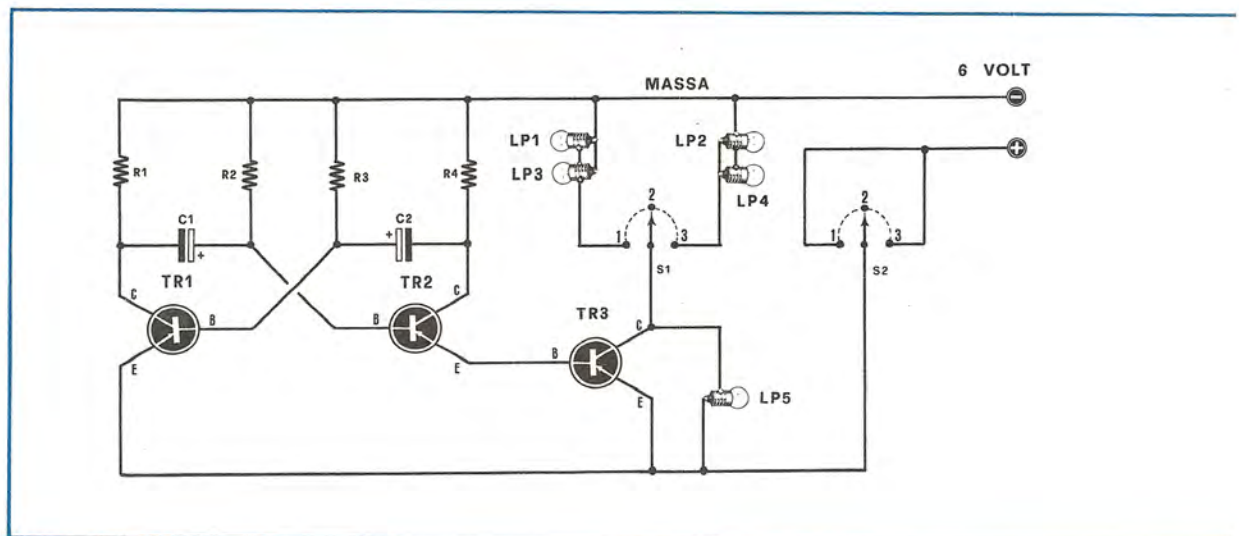 6 VOLT
MASSA
−
+
LP1
LP2
LP3
LP4
R1
R2
R3
R4
C1
+
C2
+
2
1
3
S1
2
1
3
S2
TR1
C
B
E
TR2
C
B
E
TR3
C
B
E
LP5